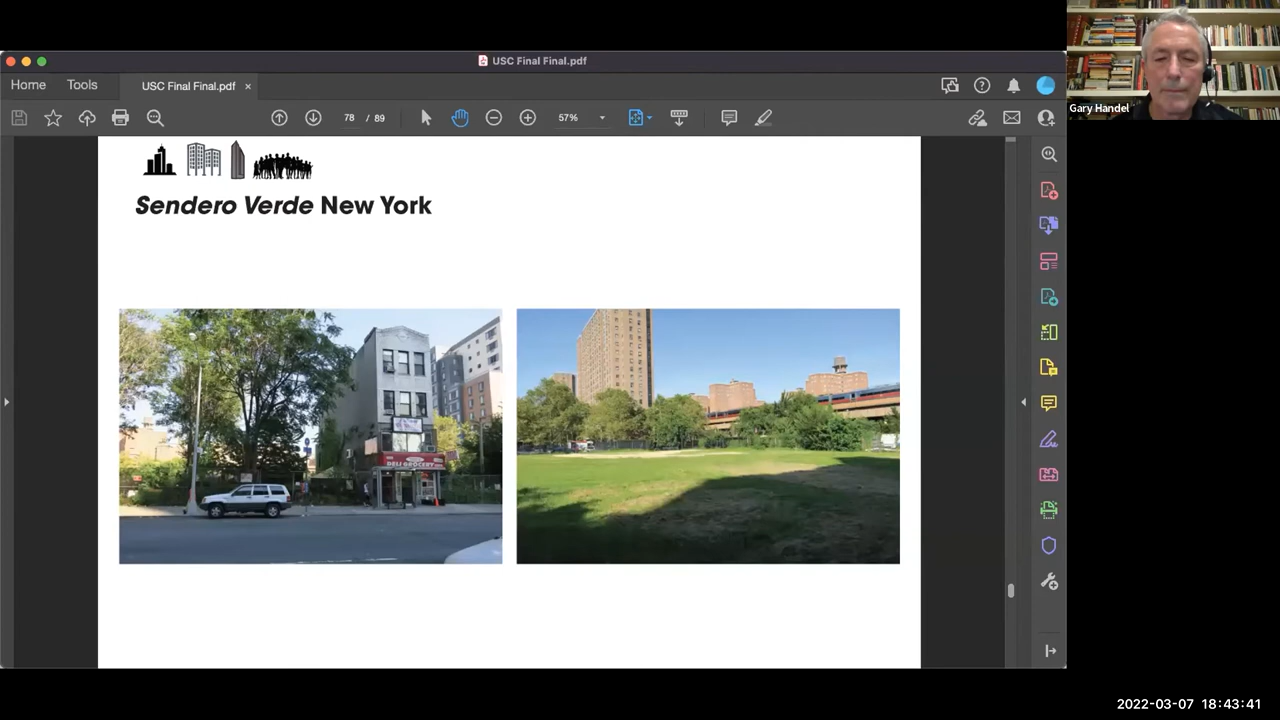 USC Final Final.pdf
Home
Tools
USC Final Final.pdf
78 / 89
57%
Sendero Verde New York
DELI GROCERY
Gary Handel
2022-03-07 18:43:41